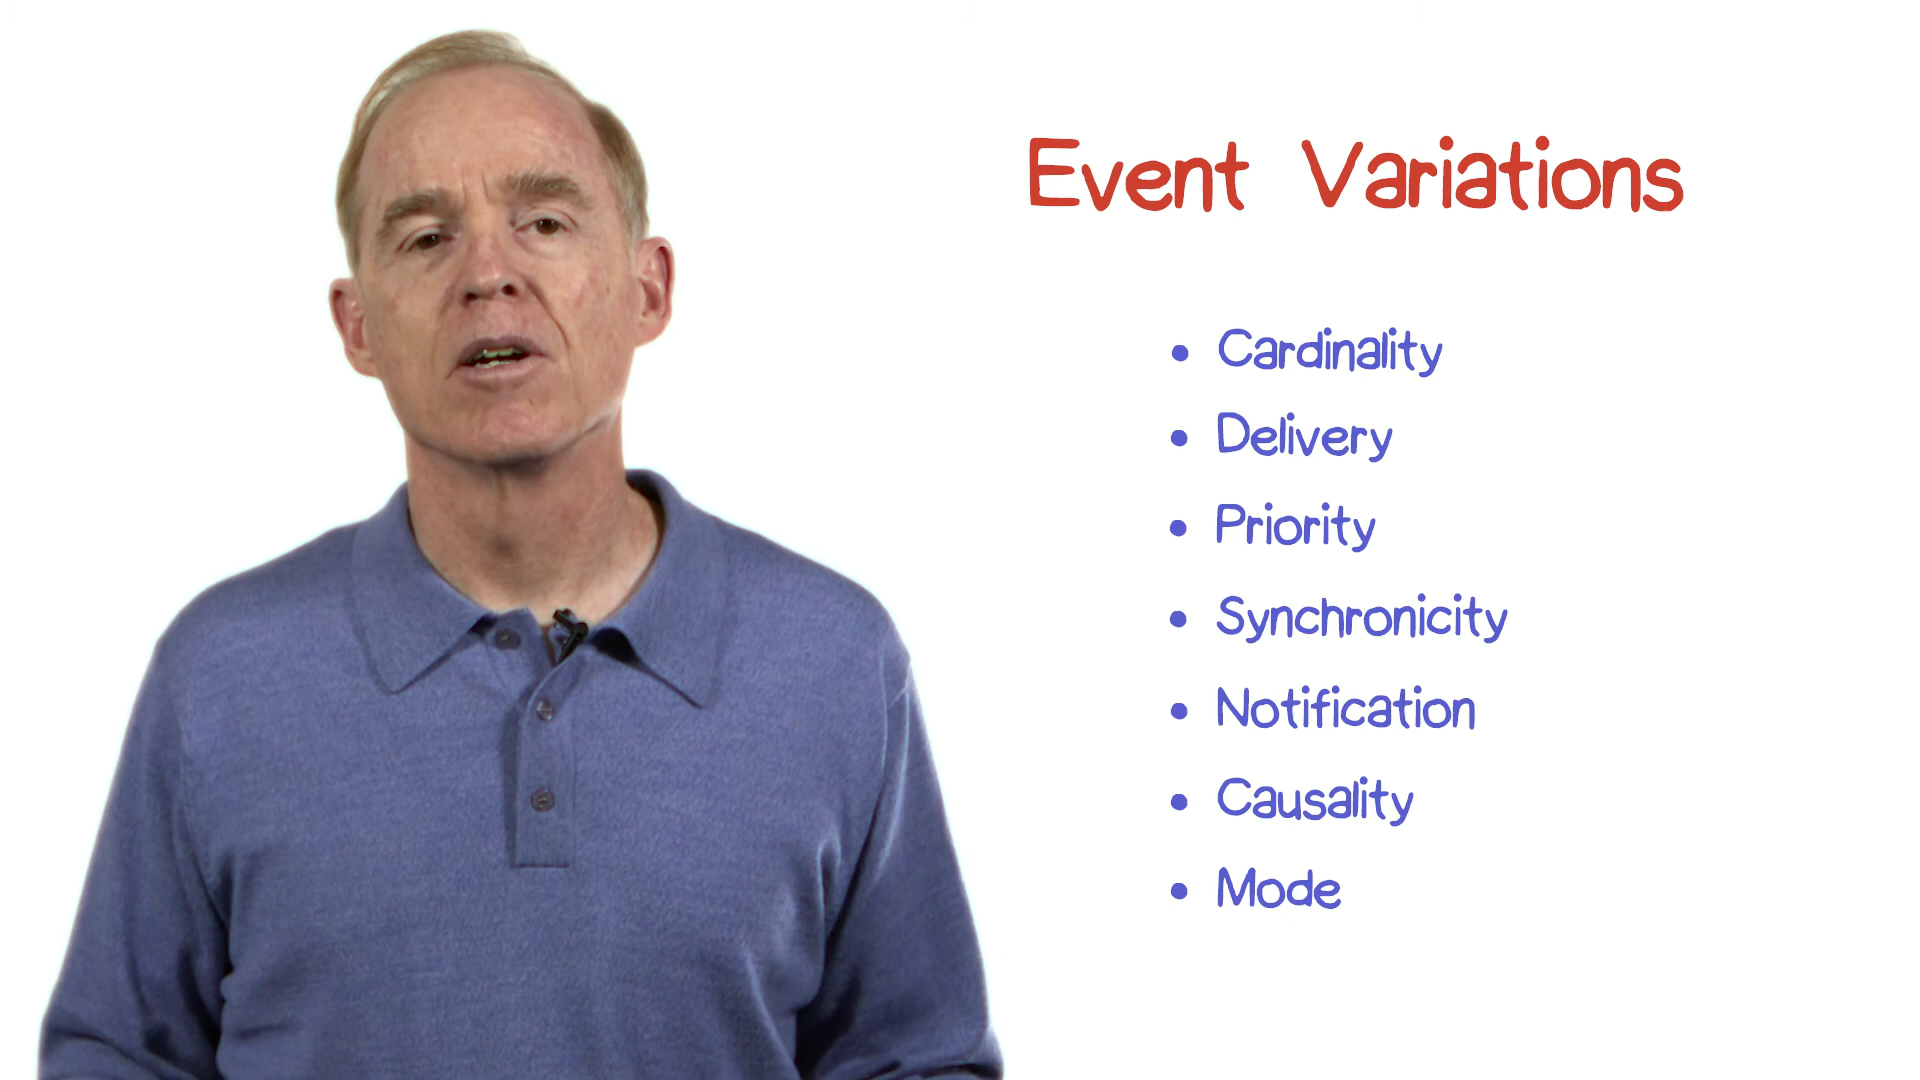 Event Variations
• Cardinality
• Delivery
• Priority
• Synchronicity
• Notification
• Causality
• Mode